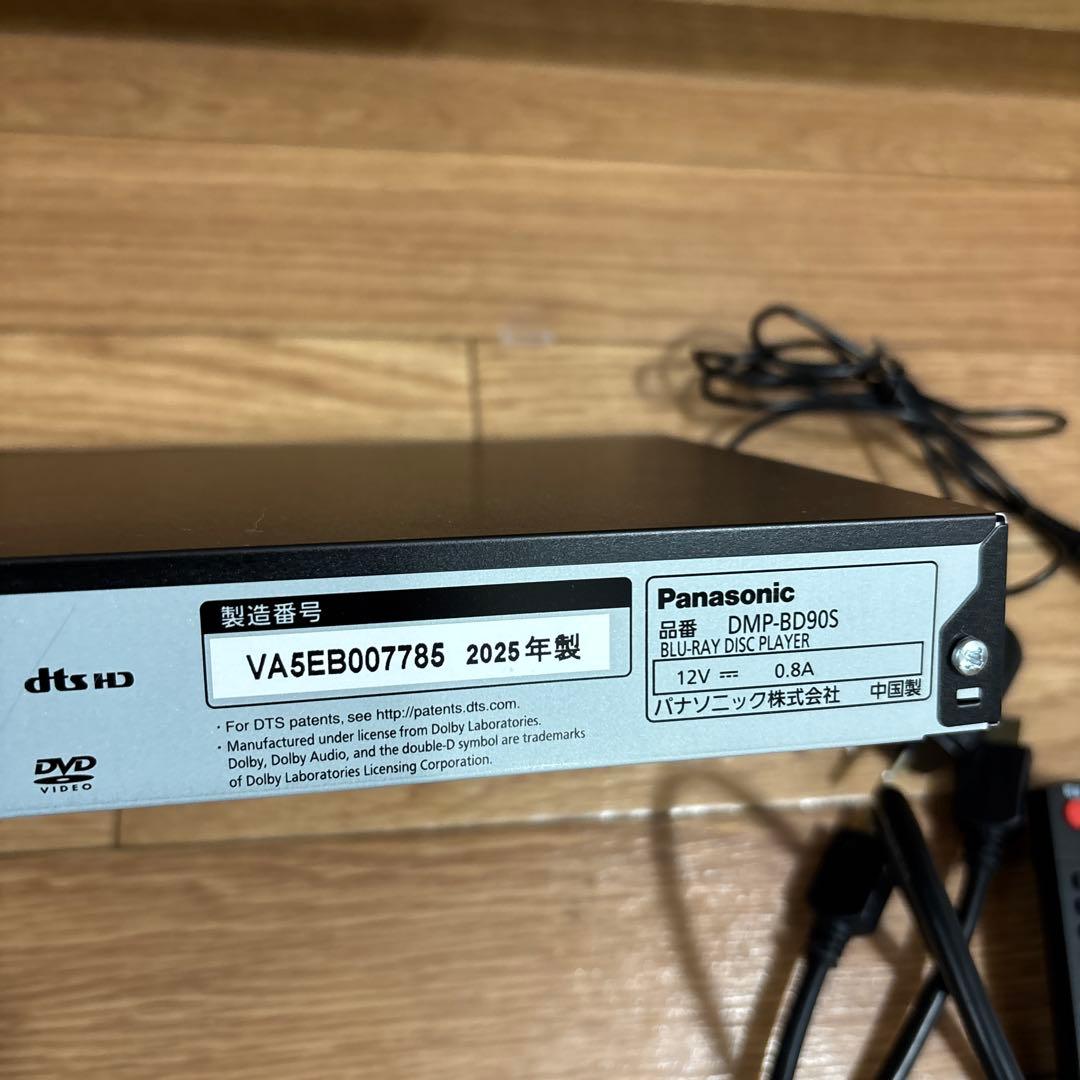 dts HD
DVD
VIDEO
製造番号
VA5EB007785 2025年製
・For DTS patents, see http://patents.dts.com.
・Manufactured under license from Dolby Laboratories.
Dolby, Dolby Audio, and the double-D symbol are trademarks
of Dolby Laboratories Licensing Corporation.
Panasonic
品番 DMP-BD90S
BLU-RAY DISC PLAYER
12V ⎓ 0.8A
パナソニック株式会社 中国製